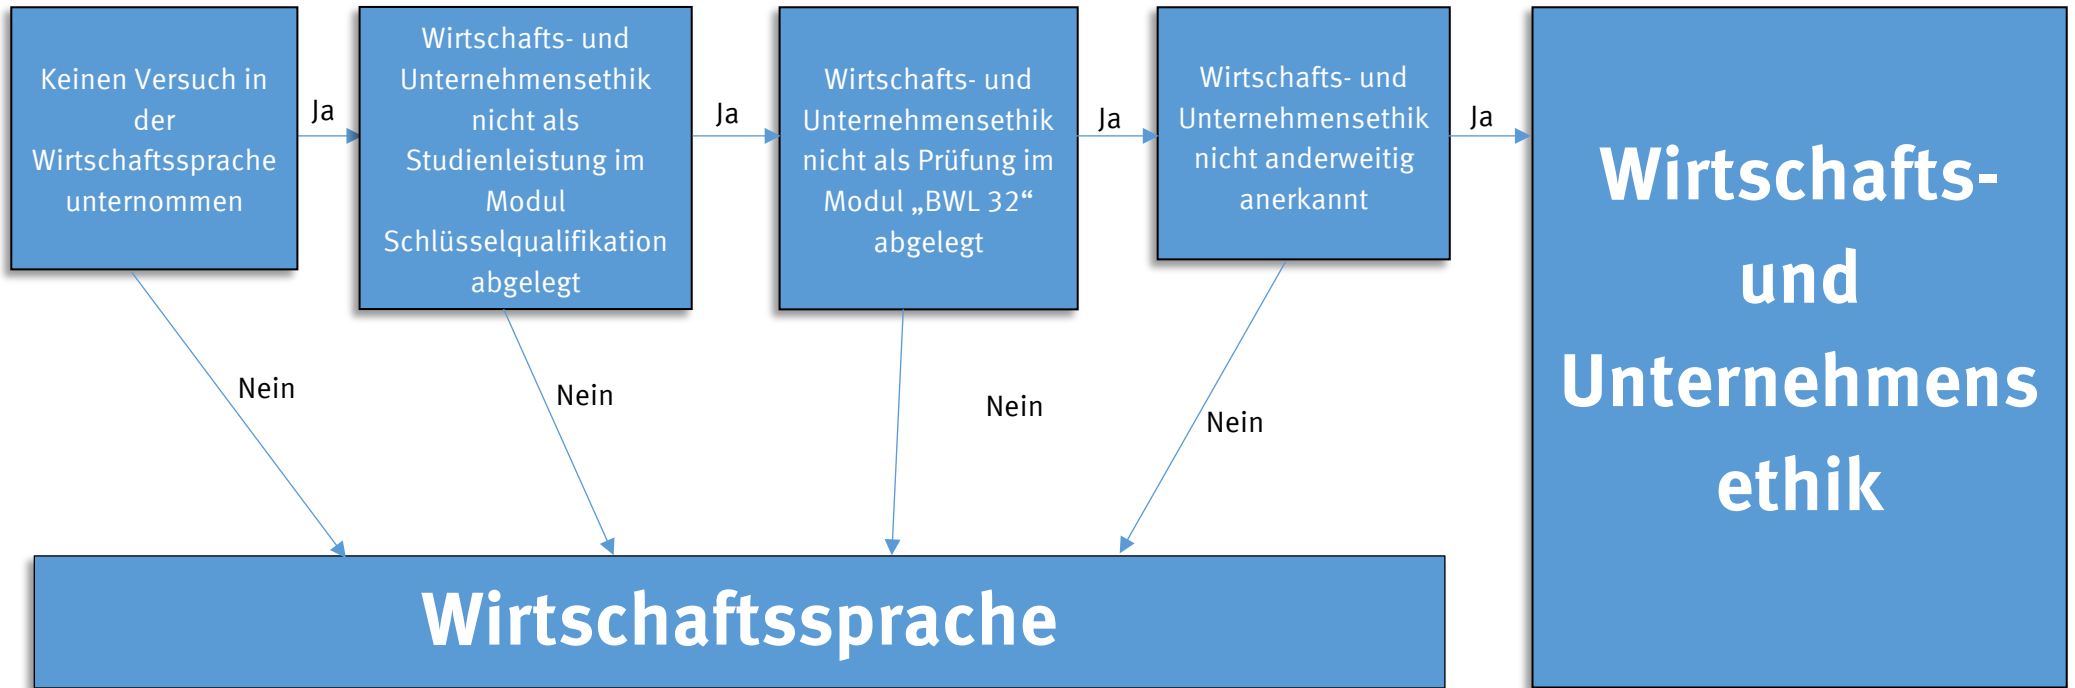 Keinen Versuch in
der
Wirtschaftssprache
unternommen
Ja
Wirtschafts- und
Unternehmensethik
nicht als
Studienleistung im
Modul
Schlüsselqualifikation
abgelegt
Ja
Wirtschafts- und
Unternehmensethik
nicht als Prüfung im
Modul „BWL 32“
abgelegt
Ja
Wirtschafts- und
Unternehmensethik
nicht anderweitig
anerkannt
Ja
Wirtschafts-
und
Unternehmens
ethik
Nein
Nein
Nein
Nein
Wirtschaftssprache